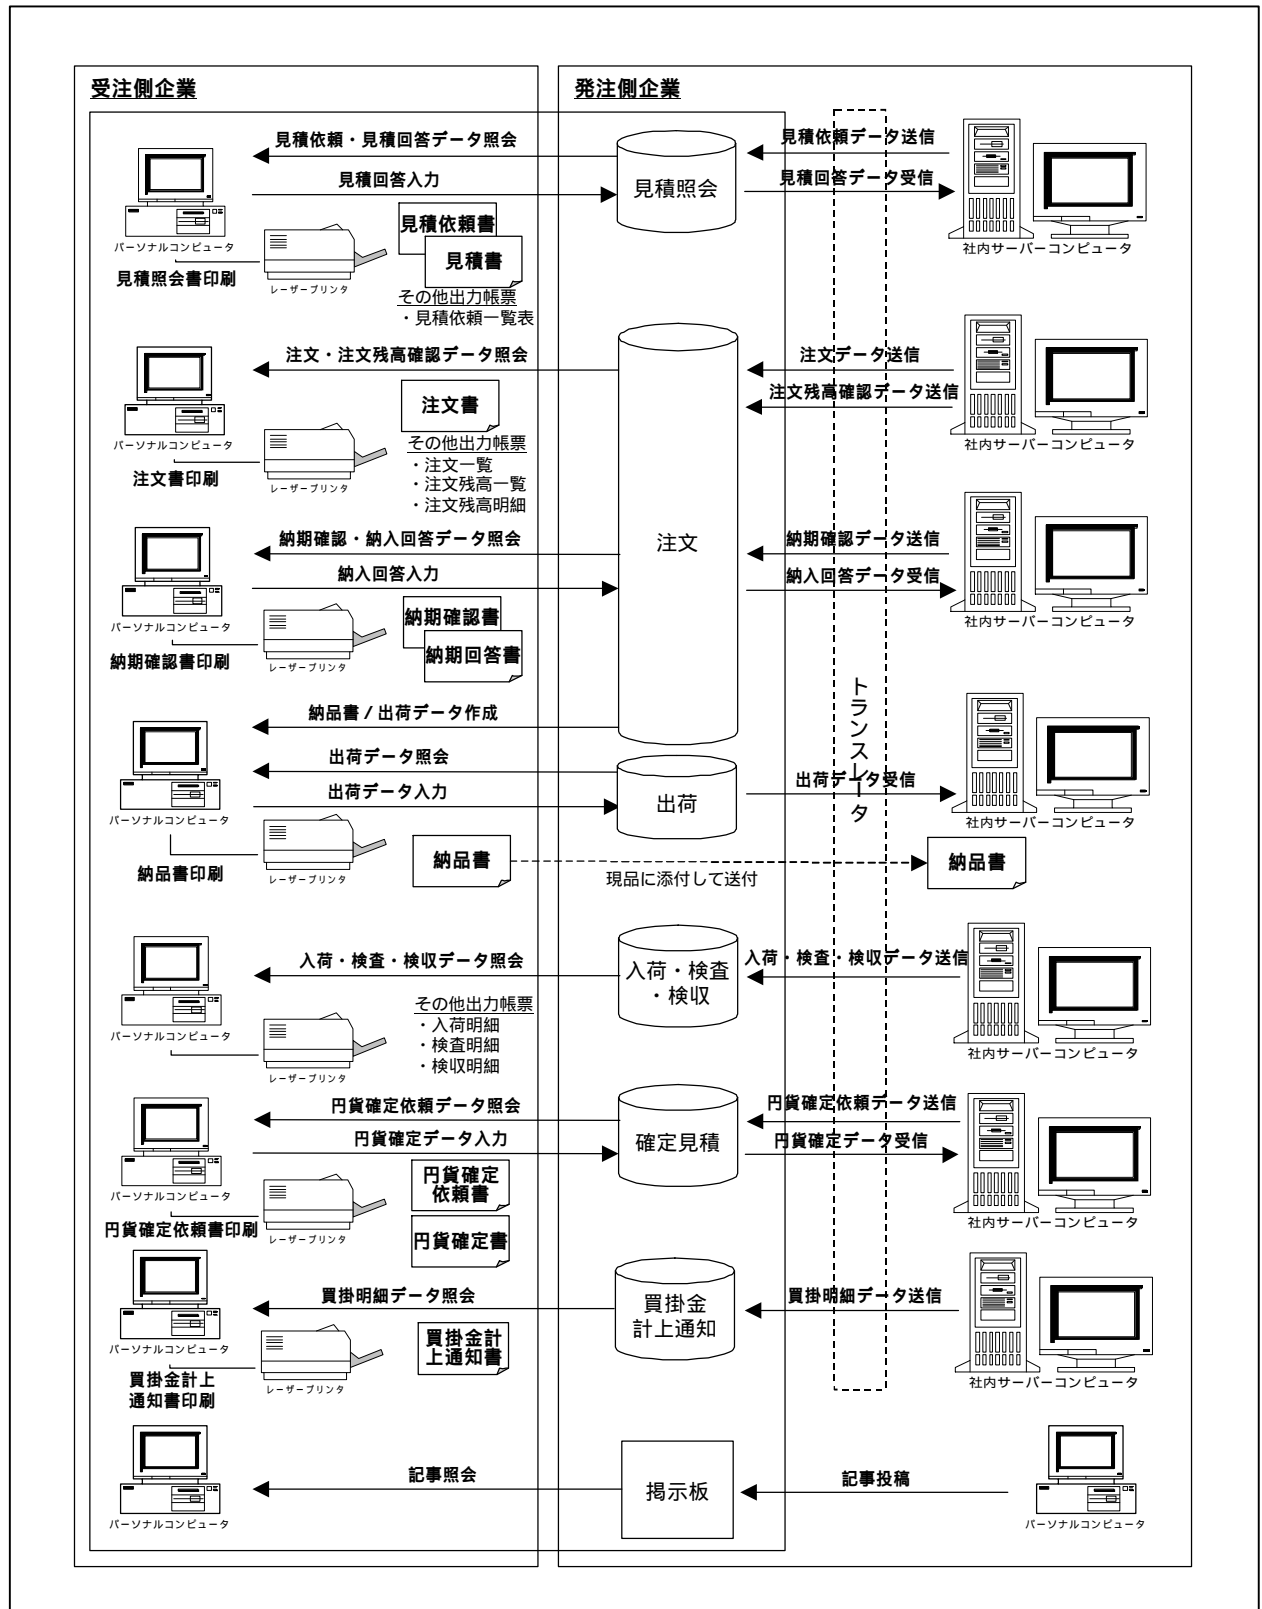 受注側企業
発注側企業
見積依頼・見積回答データ照会
見積依頼データ送信
見積回答入力
見積照会
見積回答データ受信
パーソナルコンピュータ
見積依頼書
見積書
社内サーバーコンピュータ
見積照会書印刷
レーザープリンタ
その他出力帳票
・見積依頼一覧表
注文・注文残高確認データ照会
注文データ送信
注文残高確認データ送信
注文書
パーソナルコンピュータ
社内サーバーコンピュータ
注文書印刷
レーザープリンタ
その他出力帳票
・注文一覧
・注文残高一覧
・注文残高明細
納期確認・納入回答データ照会
注文
納期確認データ送信
納入回答入力
納入回答データ受信
納期確認書
納期回答書
パーソナルコンピュータ
社内サーバーコンピュータ
納期確認書印刷
レーザープリンタ
トランスレータ
納品書 / 出荷データ作成
出荷データ照会
出荷データ入力
出荷
出荷データ受信
パーソナルコンピュータ
社内サーバーコンピュータ
納品書印刷
レーザープリンタ
納品書
現品に添付して送付
納品書
入荷・検査・検収データ照会
入荷・検査
・検収
入荷・検査・検収データ送信
その他出力帳票
・入荷明細
・検査明細
・検収明細
パーソナルコンピュータ
レーザープリンタ
社内サーバーコンピュータ
円貨確定依頼データ照会
円貨確定依頼データ送信
円貨確定データ入力
確定見積
円貨確定データ受信
円貨確定
依頼書
円貨確定書
パーソナルコンピュータ
社内サーバーコンピュータ
円貨確定依頼書印刷
レーザープリンタ
買掛明細データ照会
買掛金
計上通知
買掛明細データ送信
買掛金計
上通知書
パーソナルコンピュータ
社内サーバーコンピュータ
買掛金計上
通知書印刷
レーザープリンタ
記事照会
掲示板
記事投稿
パーソナルコンピュータ
パーソナルコンピュータ